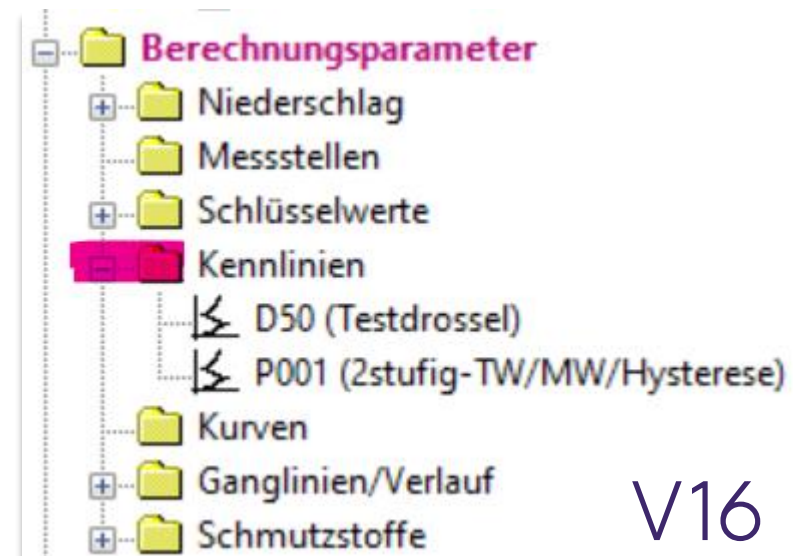 Berechnungsparameter
Niederschlag
Messstellen
Schlüsselwerte
Kennlinien
D50 (Testdrossel)
P001 (2stufig-TW/MW/Hysterese)
Kurven
Ganglinien/Verlauf
Schmutzstoffe
V16